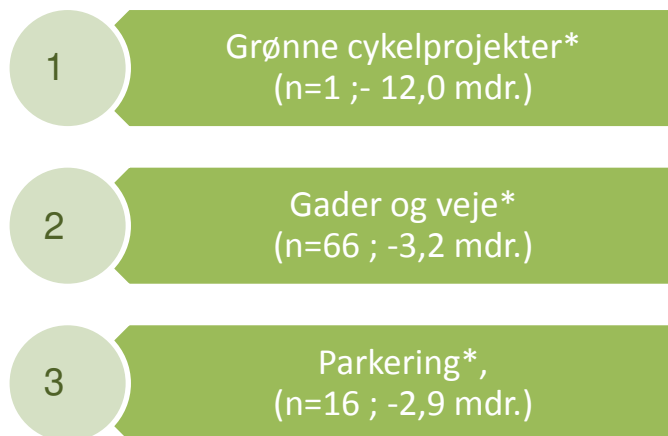 1
Grønne cykelprojekter*
(n=1 ;- 12,0 mdr.)
2
Gader og veje*
(n=66 ; -3,2 mdr.)
3
Parkering*,
(n=16 ; -2,9 mdr.)